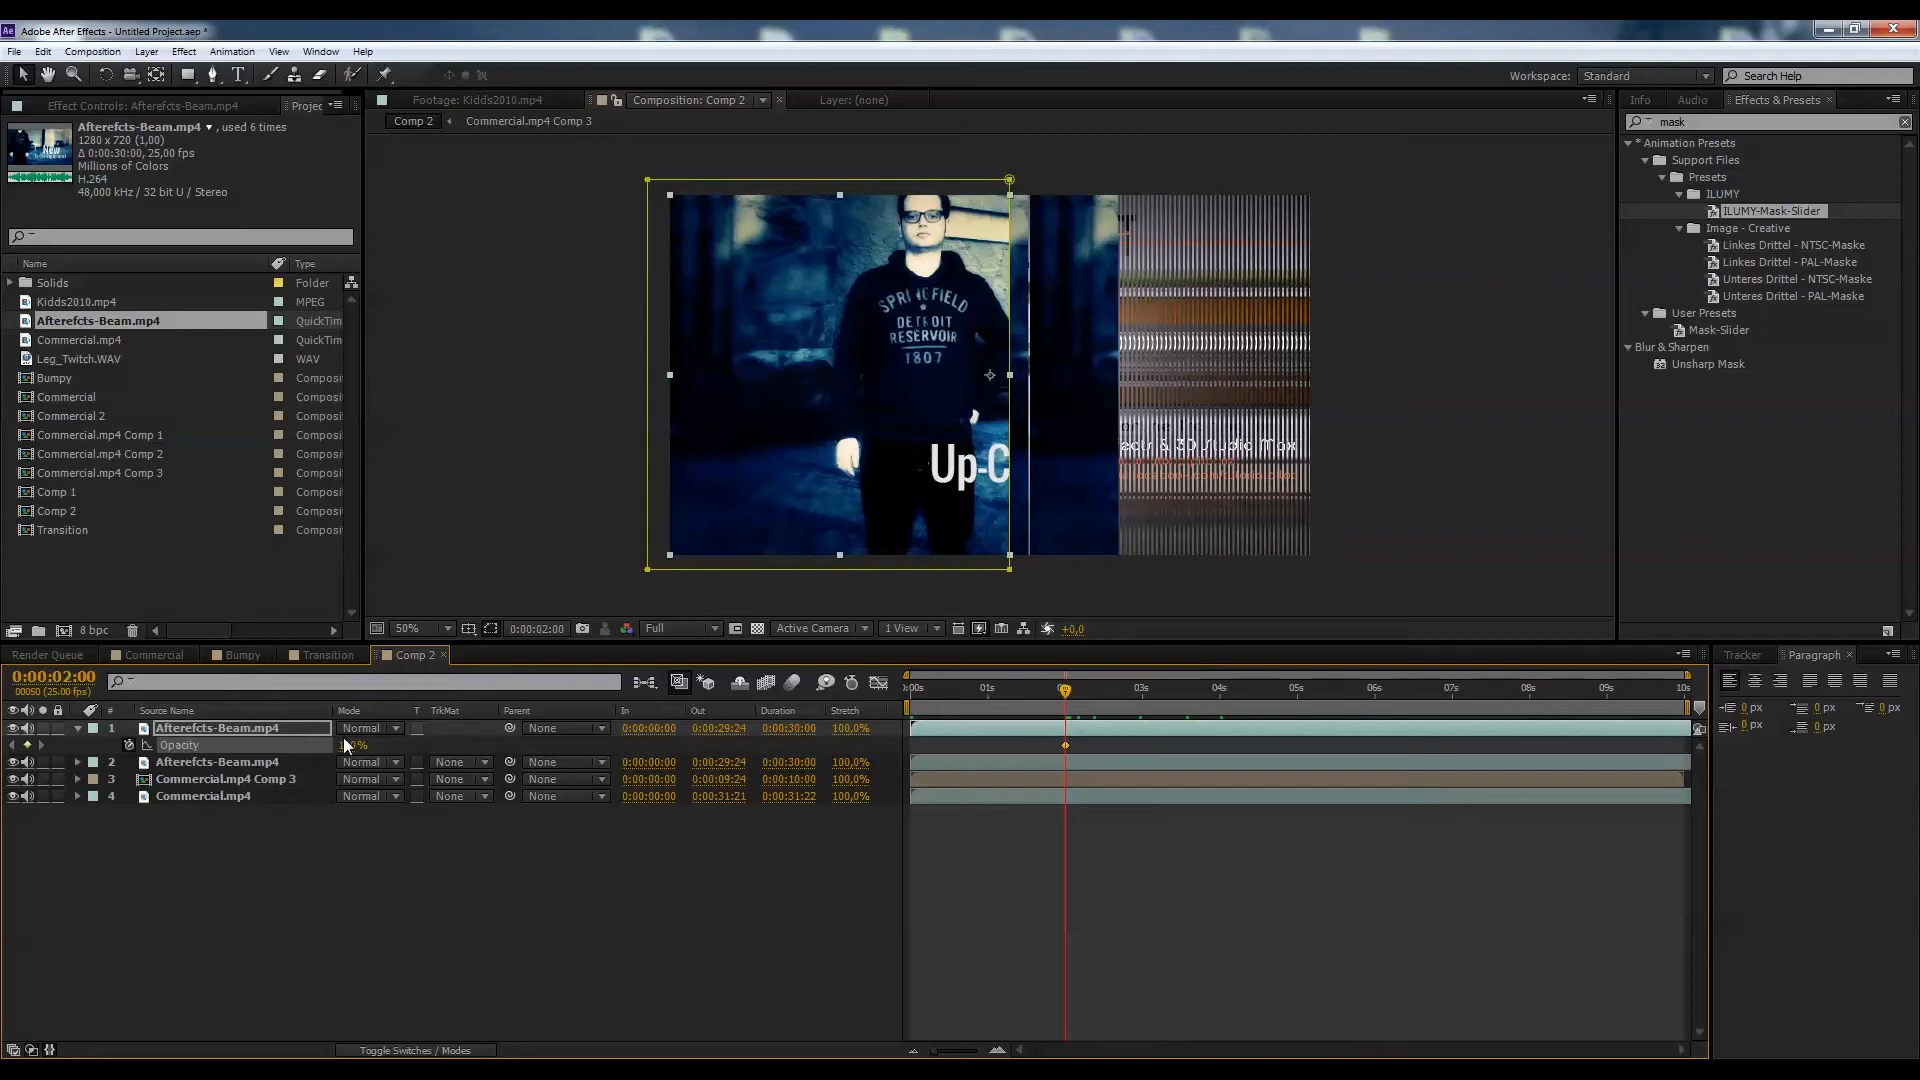 Ae Adobe After Effects - Untitled Project.aep *
File Edit Composition Layer Effect Animation View Window Help
Workspace: Standard Search Help
Effect Controls: Afterefcts-Beam.mp4 Projec
Footage: Kidds2010.mp4 Composition: Comp 2 Layer: (none)
Info Audio Effects & Presets
Comp 2 Commercial.mp4 Comp 3
mask
Afterefcts-Beam.mp4 , used 6 times
1280 x 720 (1,00)
Δ 0:00:30:00, 25,00 fps
Millions of Colors
H.264
48,000 kHz / 32 bit U / Stereo
New
Name Type
Solids Folder
Kidds2010.mp4 MPEG
Afterefcts-Beam.mp4 QuickTim
Commercial.mp4 QuickTim
Leg_Twitch.WAV WAV
Bumpy Composi
Commercial Composi
Commercial 2 Composi
Commercial.mp4 Comp 1 Composi
Commercial.mp4 Comp 2 Composi
Commercial.mp4 Comp 3 Composi
Comp 1 Composi
Comp 2 Composi
Transition Composi
8 bpc
SPRINGFIELD
DETROIT
RESERVOIR
1807
Up-C
ects & 3D Studio Max
* Animation Presets
Support Files
Presets
ILUMY
ILUMY-Mask-Slider
Image - Creative
Linkes Drittel - NTSC-Maske
Linkes Drittel - PAL-Maske
Unteres Drittel - NTSC-Maske
Unteres Drittel - PAL-Maske
User Presets
Mask-Slider
Blur & Sharpen
Unsharp Mask
50% 0:00:02:00 Full Active Camera 1 View +0,0
Render Queue Commercial Bumpy Transition Comp 2
Tracker Paragraph
0:00:02:00
00050 (25.00 fps)
:00s 01s 03s 04s 05s 06s 07s 08s 09s 10s
0 px 0 px 0 px
0 px 0 px
# Source Name Mode T TrkMat Parent In Out Duration Stretch
1 Afterefcts-Beam.mp4 Normal None 0:00:00:00 0:00:29:24 0:00:30:00 100,0%
Opacity
2 Afterefcts-Beam.mp4 Normal None None 0:00:00:00 0:00:29:24 0:00:30:00 100,0%
3 Commercial.mp4 Comp 3 Normal None None 0:00:00:00 0:00:09:24 0:00:10:00 100,0%
4 Commercial.mp4 Normal None None 0:00:00:00 0:00:31:21 0:00:31:22 100,0%
Toggle Switches / Modes